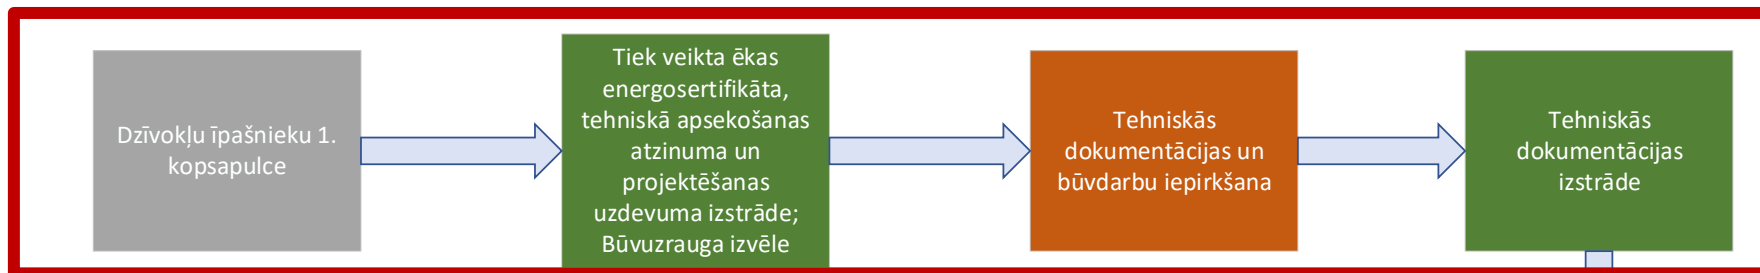 Dzīvokļu īpašnieku 1.
kopsapulce
Tiek veikta ēkas
energosertifikāta,
tehniskā apsekošanas
atzinuma un
projektēšanas
uzdevuma izstrāde;
Būvuzrauga izvēle
Tehniskās
dokumentācijas un
būvdarbu iepirkšana
Tehniskās
dokumentācijas
izstrāde